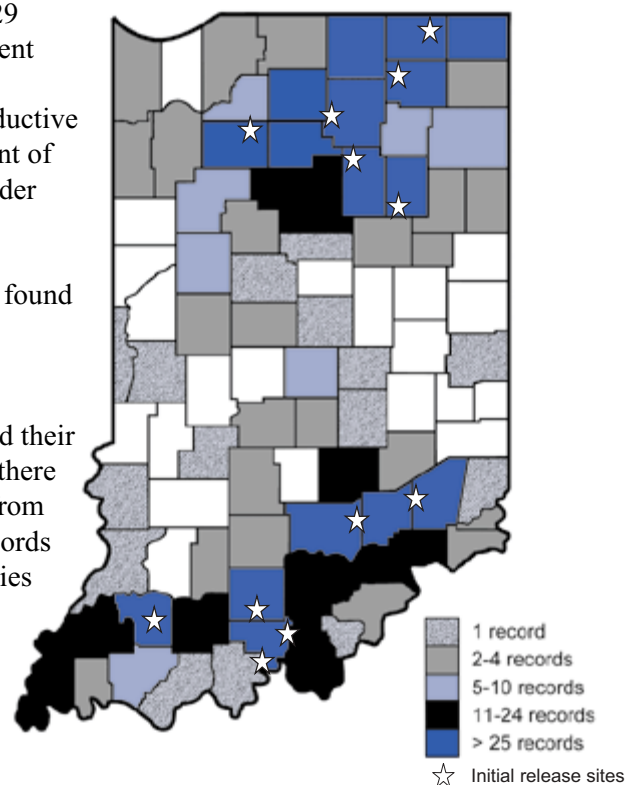 29
ent
ductive
nt of
der
found
d their
there
rom
ords
ies
1 record
2-4 records
5-10 records
11-24 records
> 25 records
Initial release sites